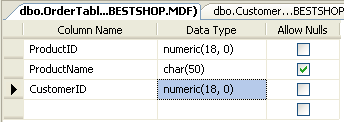 dbo.OrderTabl...BESTSHOP.MDF) dbo.Customer...BESTSHOP.MDF)
Column Name Data Type Allow Nulls
ProductID numeric(18, 0)
ProductName char(50)
CustomerID numeric(18, 0)